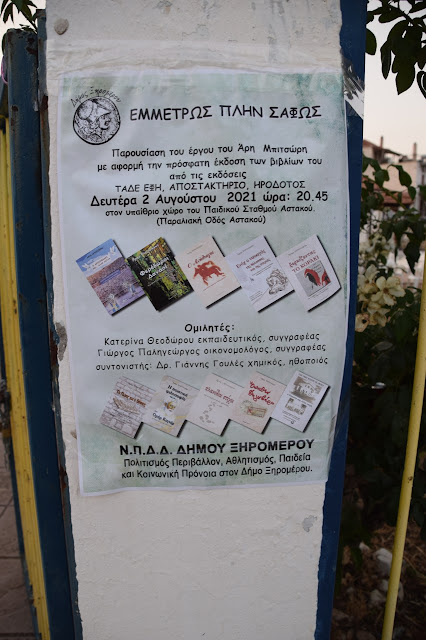 Δήμος Ξηρομέρου
ΕΜΜΕΤΡΩΣ ΠΛΗΝ ΣΑΦΩΣ
Παρουσίαση του έργου του Άρη Μπιτσώρη
με αφορμή την πρόσφατη έκδοση των βιβλίων του
από τις εκδόσεις
ΤΑΔΕ ΕΦΗ, ΑΠΟΣΤΑΚΤΗΡΙΟ, ΗΡΟΔΟΤΟΣ
Δευτέρα 2 Αυγούστου 2021 ώρα: 20.45
στον υπαίθριο χώρο του Παιδικού Σταθμού Αστακού.
(Παραλιακή Οδός Αστακού)
Ομιλητές:
Κατερίνα Θεοδώρου εκπαιδευτικός, συγγραφέας
Γιώργος Παληγεώργος οικονομολόγος, συγγραφέας
συντονιστής: Δρ. Γιάννης Γουλές χημικός, ηθοποιός
Ν.Π.Δ.Δ. ΔΗΜΟΥ ΞΗΡΟΜΕΡΟΥ
Πολιτισμός Περιβάλλον, Αθλητισμός, Παιδεία
και Κοινωνική Πρόνοια στον Δήμο Ξηρομέρου.